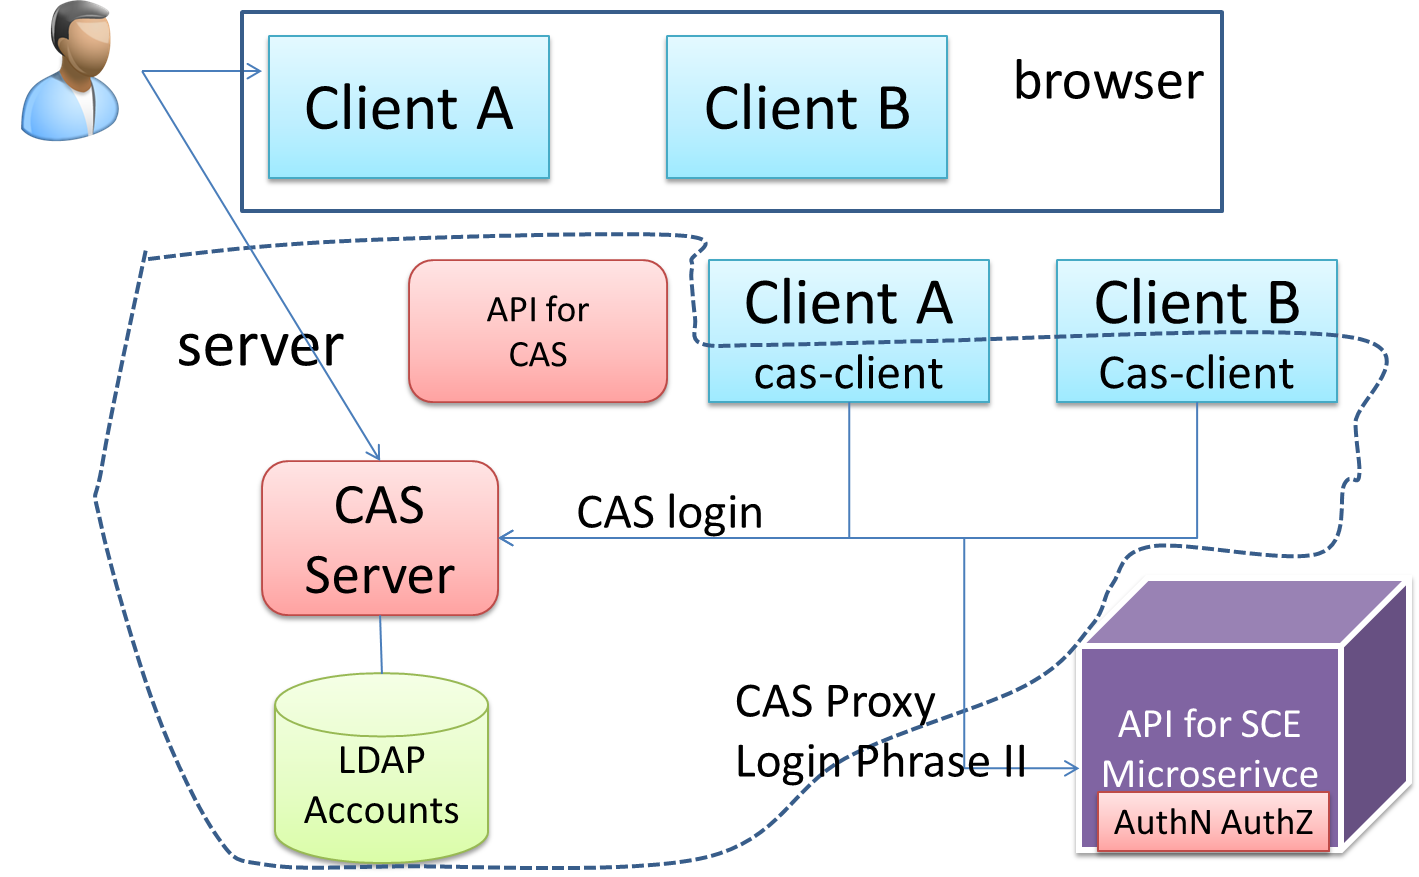 Client A
Client B
browser
API for
CAS
Client A
cas-client
Client B
Cas-client
server
CAS
Server
CAS login
LDAP
Accounts
CAS Proxy
Login Phrase II
API for SCE
Microserivce
AuthN AuthZ